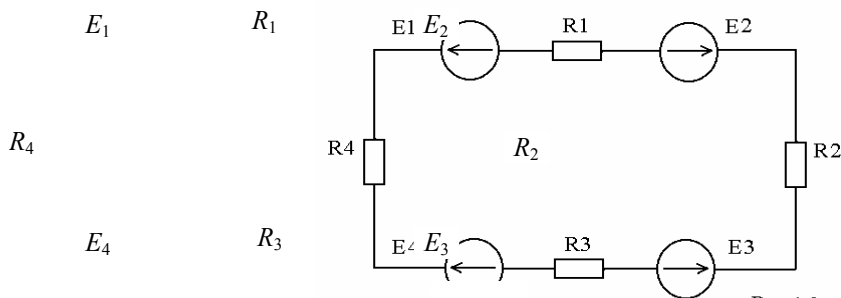 E₁ R₁ E1 E₂ R1 E2
R₄ R4 R₂ R2
E₄ R₃ E4 E₃ R3 E3